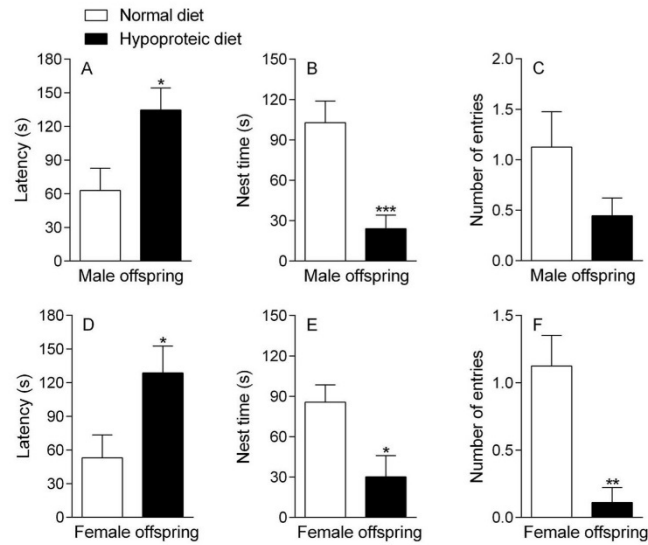 Normal diet
Hypoproteic diet
A
Latency (s)
180
150
120
90
60
30
0
*
Male offspring
B
Nest time (s)
150
120
90
60
30
0
***
Male offspring
C
Number of entries
2.0
1.5
1.0
0.5
0.0
Male offspring
D
Latency (s)
180
150
120
90
60
30
0
*
Female offspring
E
Nest time (s)
150
120
90
60
30
0
*
Female offspring
F
Number of entries
1.5
1.0
0.5
0.0
**
Female offspring